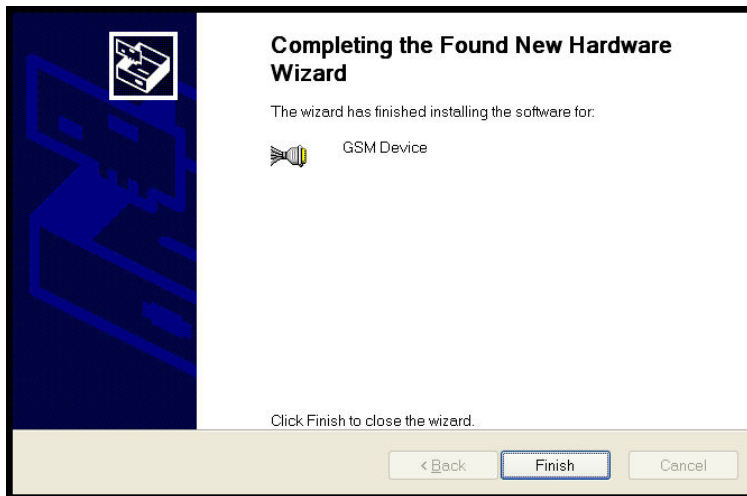 Completing the Found New Hardware
Wizard
The wizard has finished installing the software for:
GSM Device
Click Finish to close the wizard.
< Back
Finish
Cancel